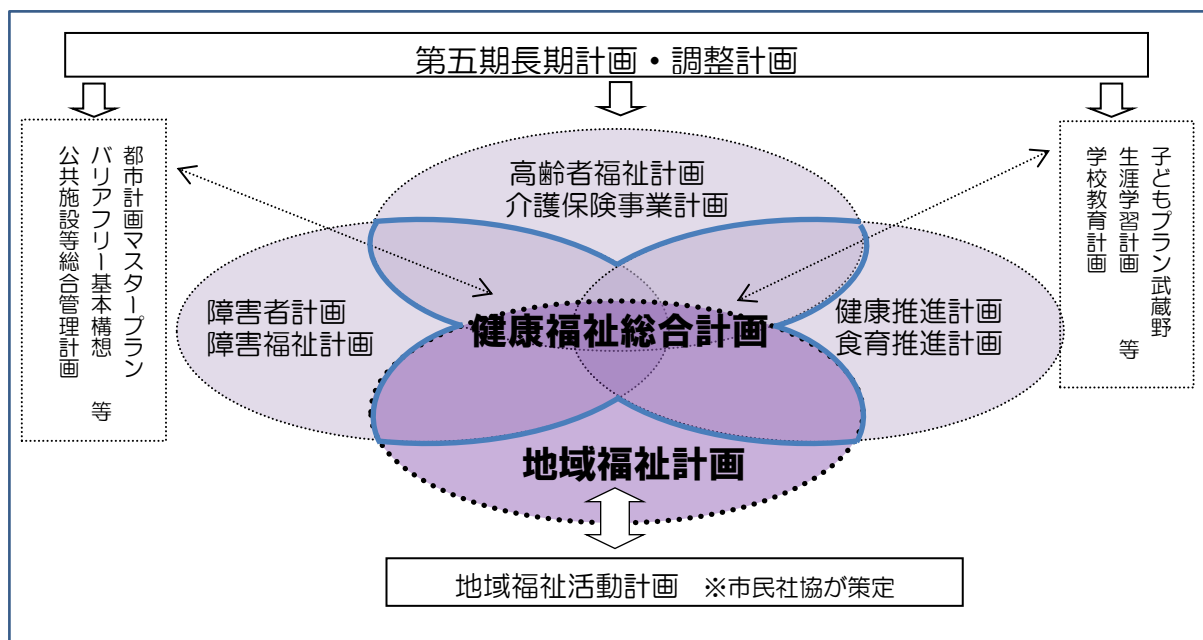 第五期長期計画・調整計画
都市計画マスタープラン
バリアフリー基本構想
公共施設等総合管理計画 等
高齢者福祉計画
介護保険事業計画
子どもプラン武蔵野
生涯学習計画
学校教育計画 等
障害者計画
障害福祉計画
健康福祉総合計画
健康推進計画
食育推進計画
地域福祉計画
地域福祉活動計画 ※市民社協が策定